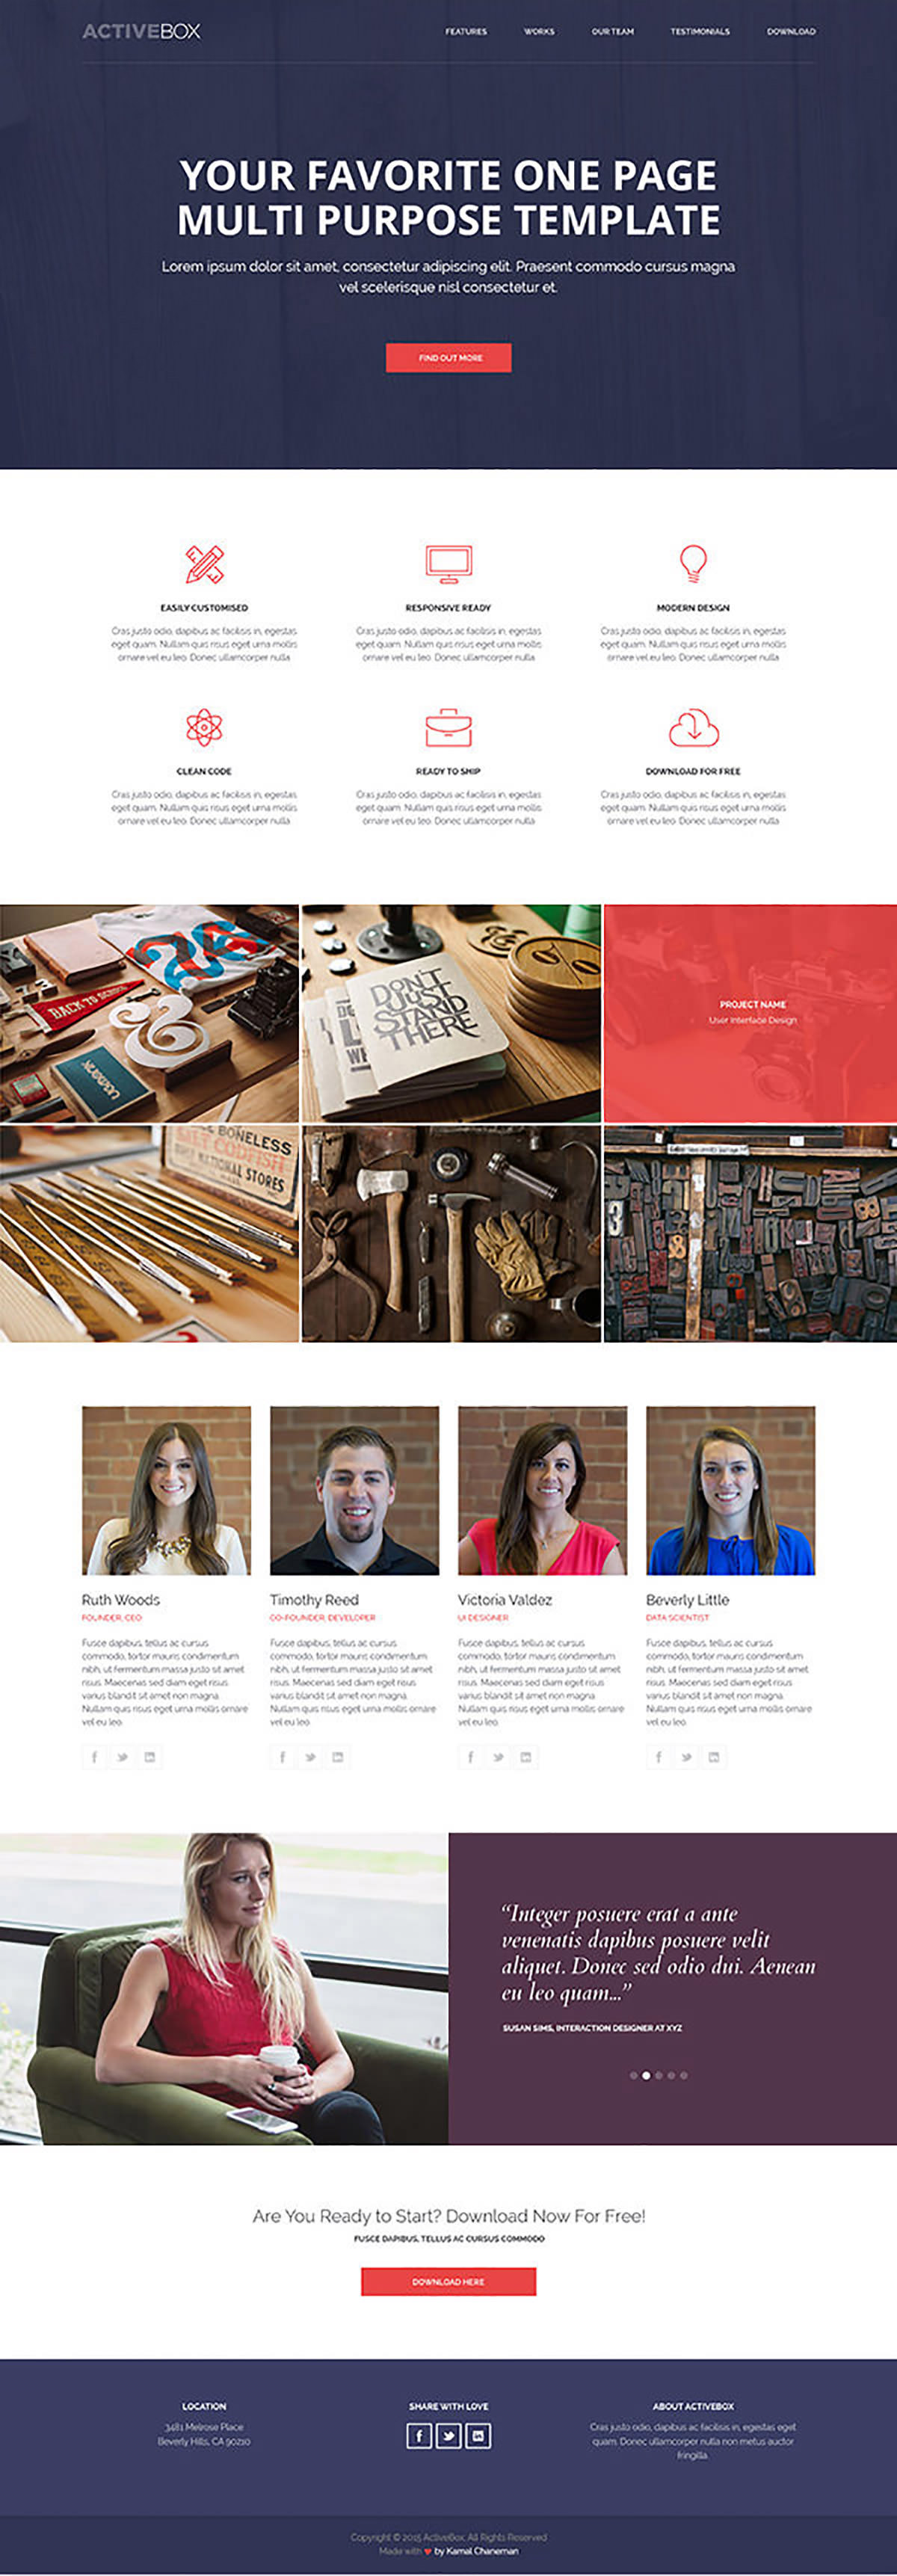 ACTIVEBOX
FEATURES WORKS OUR TEAM TESTIMONIALS DOWNLOAD
YOUR FAVORITE ONE PAGE
MULTI PURPOSE TEMPLATE
Lorem ipsum dolor sit amet, consectetur adipiscing elit. Praesent commodo cursus magna
vel scelerisque nisl consectetur et.
FIND OUT MORE
EASILY CUSTOMISED
Cras justo odio, dapibus ac facilisis in, egestas
eget quam. Nullam quis risus eget urna mollis
ornare vel eu leo. Donec ullamcorper nulla
RESPONSIVE READY
Cras justo odio, dapibus ac facilisis in, egestas
eget quam. Nullam quis risus eget urna mollis
ornare vel eu leo. Donec ullamcorper nulla
MODERN DESIGN
Cras justo odio, dapibus ac facilisis in, egestas
eget quam. Nullam quis risus eget urna mollis
ornare vel eu leo. Donec ullamcorper nulla
CLEAN CODE
Cras justo odio, dapibus ac facilisis in, egestas
eget quam. Nullam quis risus eget urna mollis
ornare vel eu leo. Donec ullamcorper nulla
READY TO SHIP
Cras justo odio, dapibus ac facilisis in, egestas
eget quam. Nullam quis risus eget urna mollis
ornare vel eu leo. Donec ullamcorper nulla
DOWNLOAD FOR FREE
Cras justo odio, dapibus ac facilisis in, egestas
eget quam. Nullam quis risus eget urna mollis
ornare vel eu leo. Donec ullamcorper nulla
BACK TO SCHOOL
&
DON'T
JUST
STAND
THERE
PROJECT NAME
User Interface Design
BONELESS
CODFISH
NATIONAL STORES
Ruth Woods
FOUNDER, CEO
Fusce dapibus, tellus ac cursus
commodo, tortor mauris condimentum
nibh, ut fermentum massa justo sit amet
risus. Maecenas sed diam eget risus
varius blandit sit amet non magna.
Nullam quis risus eget urna mollis ornare
vel eu leo.
Timothy Reed
CO-FOUNDER, DEVELOPER
Fusce dapibus, tellus ac cursus
commodo, tortor mauris condimentum
nibh, ut fermentum massa justo sit amet
risus. Maecenas sed diam eget risus
varius blandit sit amet non magna.
Nullam quis risus eget urna mollis ornare
vel eu leo.
Victoria Valdez
UI DESIGNER
Fusce dapibus, tellus ac cursus
commodo, tortor mauris condimentum
nibh, ut fermentum massa justo sit amet
risus. Maecenas sed diam eget risus
varius blandit sit amet non magna.
Nullam quis risus eget urna mollis ornare
vel eu leo.
Beverly Little
DATA SCIENTIST
Fusce dapibus, tellus ac cursus
commodo, tortor mauris condimentum
nibh, ut fermentum massa justo sit amet
risus. Maecenas sed diam eget risus
varius blandit sit amet non magna.
Nullam quis risus eget urna mollis ornare
vel eu leo.
“Integer posuere erat a ante
venenatis dapibus posuere velit
aliquet. Donec sed odio dui. Aenean
eu leo quam...”
SUSAN SIMS, INTERACTION DESIGNER AT XYZ
Are You Ready to Start? Download Now For Free!
FUSCE DAPIBUS, TELLUS AC CURSUS COMMODO
DOWNLOAD HERE
LOCATION
3481 Melrose Place
Beverly Hills, CA 90210
SHARE WITH LOVE
ABOUT ACTIVEBOX
Cras justo odio, dapibus ac facilisis in, egestas eget
quam. Donec ullamcorper nulla non metus auctor
fringilla.
Copyright © 2015 ActiveBox. All Rights Reserved
Made with ♥ by Kamal Chaneman